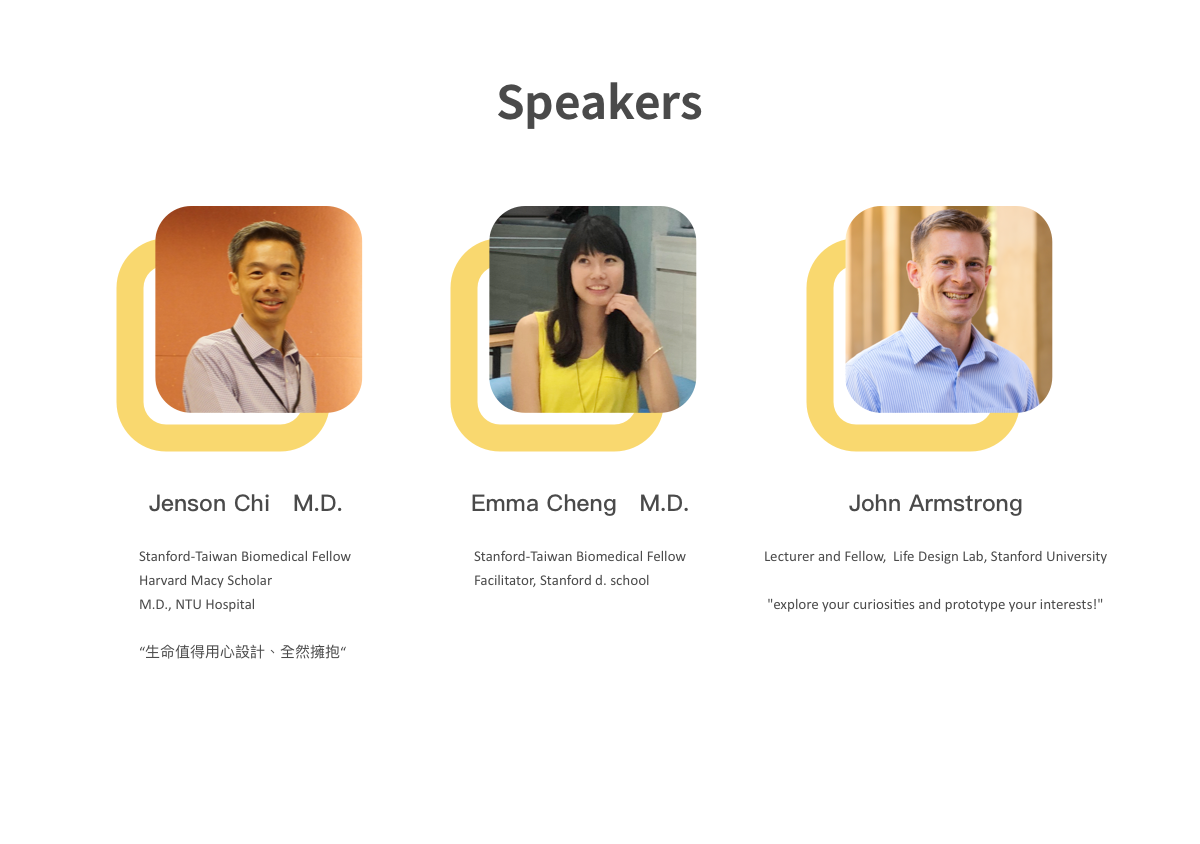 Speakers
Jenson Chi M.D.
Stanford-Taiwan Biomedical Fellow
Harvard Macy Scholar
M.D., NTU Hospital
“生命值得用心設計、全然擁抱“
Emma Cheng M.D.
Stanford-Taiwan Biomedical Fellow
Facilitator, Stanford d. school
John Armstrong
Lecturer and Fellow, Life Design Lab, Stanford University
"explore your curiosities and prototype your interests!"